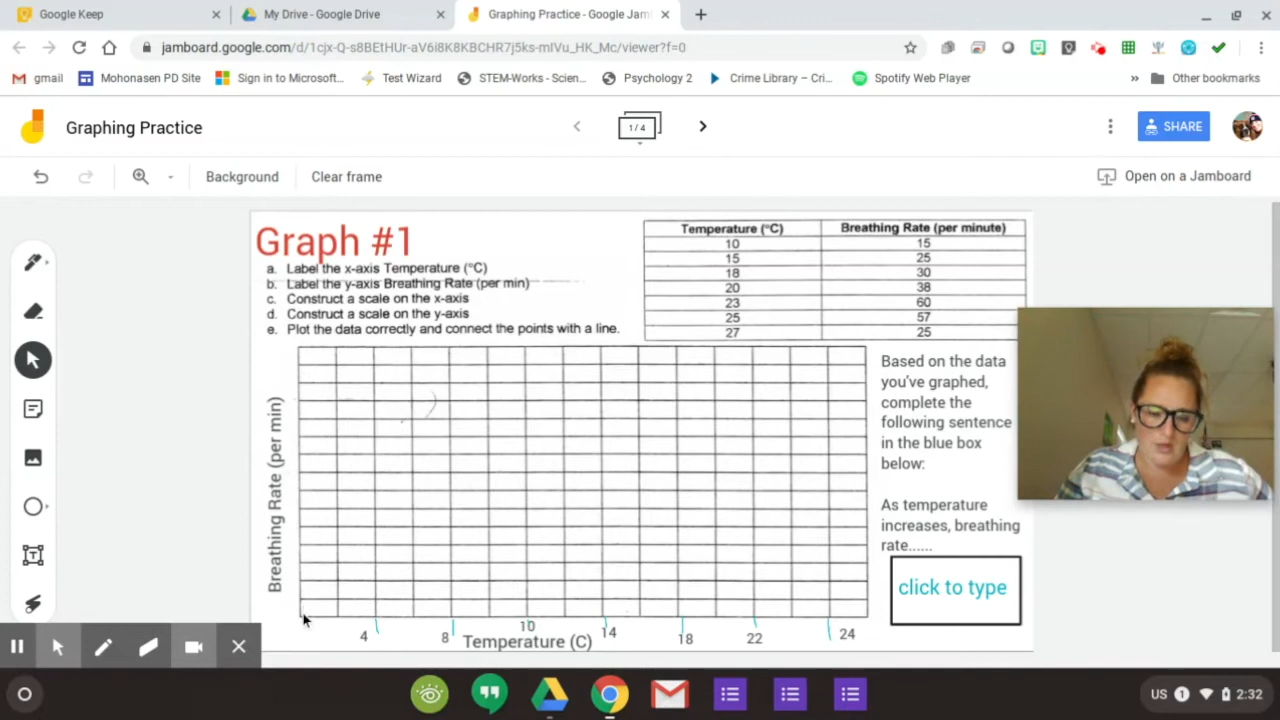 Google Keep
My Drive - Google Drive
Graphing Practice - Google Jam
jamboard.google.com/d/1cjx-Q-s8BEtHUr-aV6i8K8KBCHR7j5ks-mIVu_HK_Mc/viewer?f=0
gmail
Mohonasen PD Site
Sign in to Microsoft...
Test Wizard
STEM-Works - Scien...
Psychology 2
Crime Library – Cri...
Spotify Web Player
»
Other bookmarks
Graphing Practice
1 / 4
SHARE
Background
Clear frame
Open on a Jamboard
Graph #1
a. Label the x-axis Temperature (°C)
b. Label the y-axis Breathing Rate (per min)
c. Construct a scale on the x-axis
d. Construct a scale on the y-axis
e. Plot the data correctly and connect the points with a line.
Temperature (°C) Breathing Rate (per minute)
10 15
15 25
18 30
20 38
23 60
25 57
27 25
Breathing Rate (per min)
4 8 10 14 18 22 24
Temperature (C)
Based on the data
you've graphed,
complete the
following sentence
in the blue box
below:
As temperature
increases, breathing
rate......
click to type
US
1
2:32